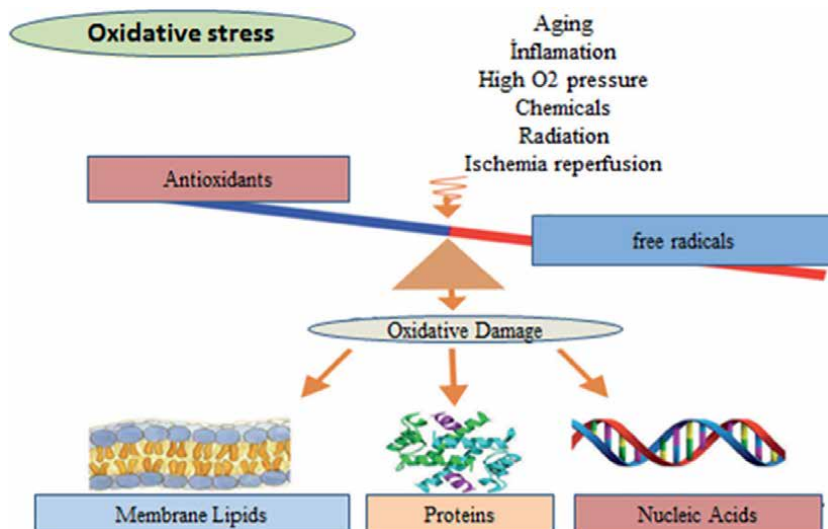 Oxidative stress
Aging
İnflamation
High O2 pressure
Chemicals
Radiation
Ischemia reperfusion
Antioxidants
free radicals
Oxidative Damage
Membrane Lipids
Proteins
Nucleic Acids